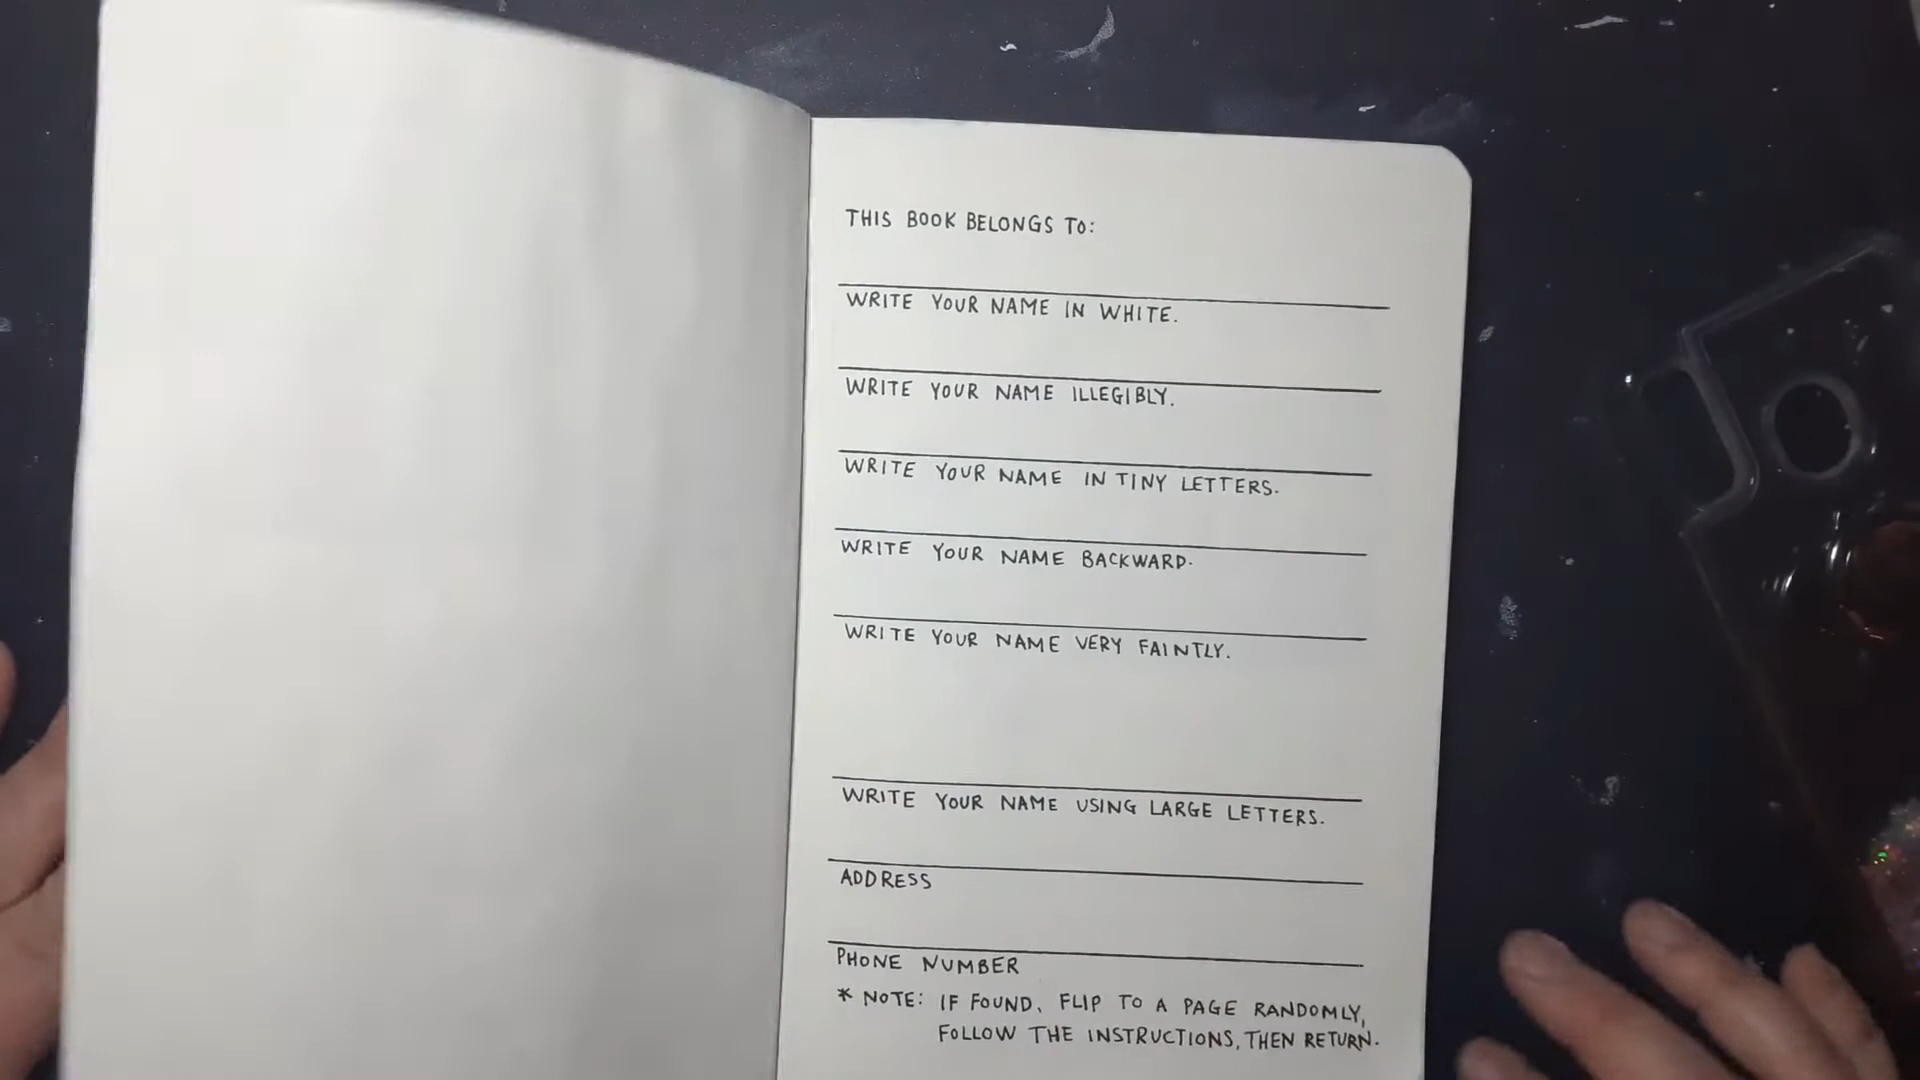 THIS BOOK BELONGS TO:
WRITE YOUR NAME IN WHITE.
WRITE YOUR NAME ILLEGIBLY.
WRITE YOUR NAME IN TINY LETTERS.
WRITE YOUR NAME BACKWARD.
WRITE YOUR NAME VERY FAINTLY.
WRITE YOUR NAME USING LARGE LETTERS.
ADDRESS
PHONE NUMBER
* NOTE: IF FOUND, FLIP TO A PAGE RANDOMLY,
FOLLOW THE INSTRUCTIONS, THEN RETURN.